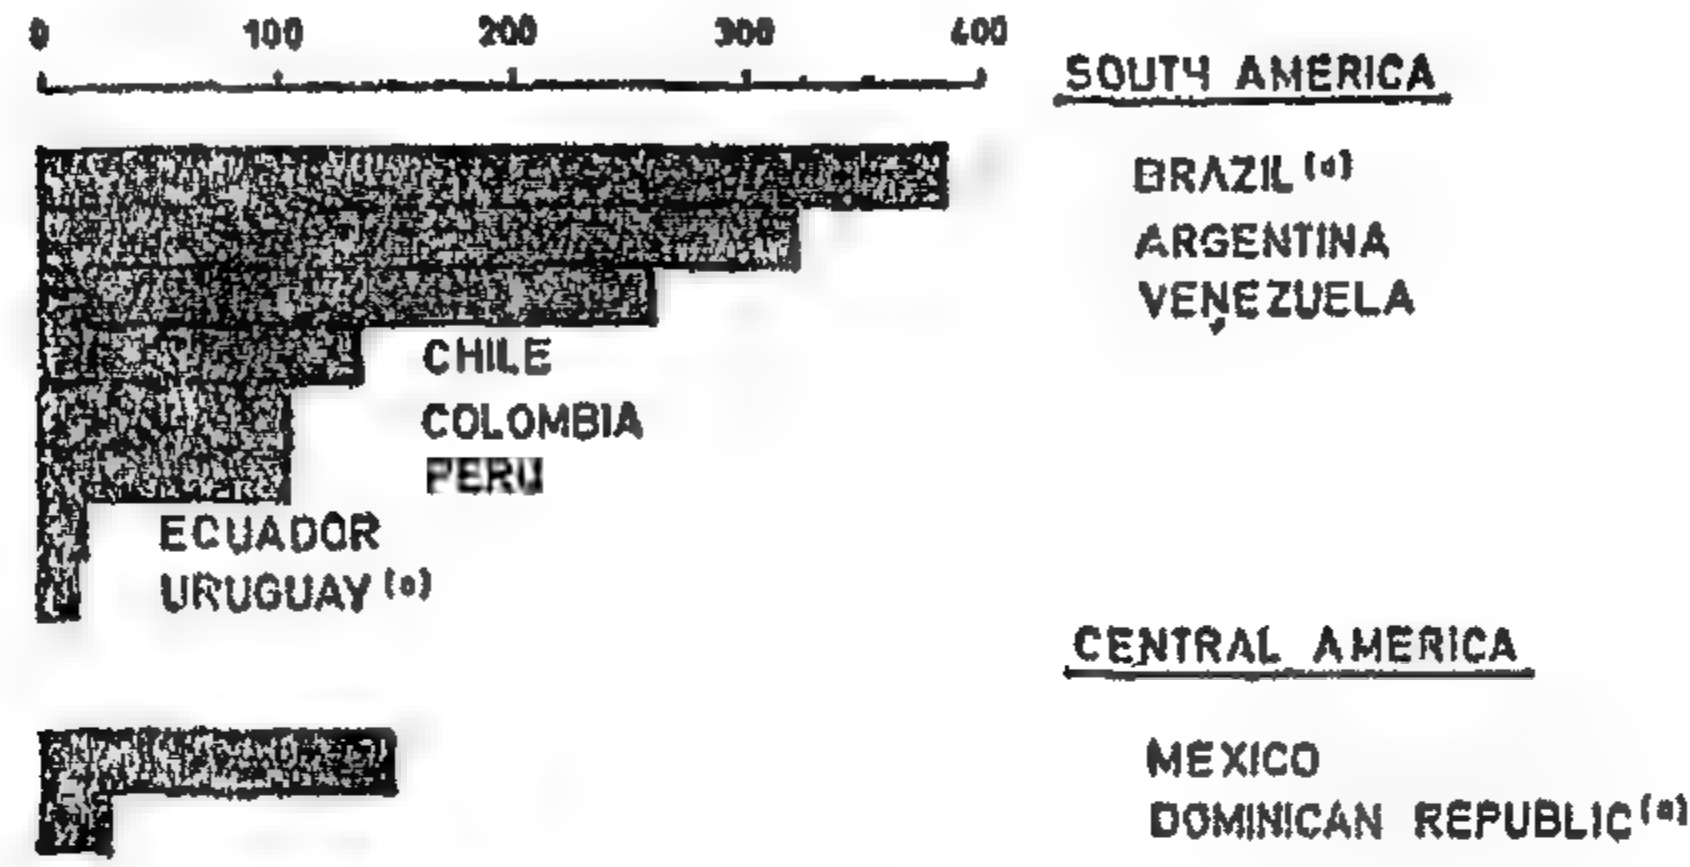 0 100 200 300 400
SOUTH AMERICA
BRAZIL (a)
ARGENTINA
VENEZUELA
CHILE
COLOMBIA
PERU
ECUADOR
URUGUAY (a)
CENTRAL AMERICA
MEXICO
DOMINICAN REPUBLIC (a)